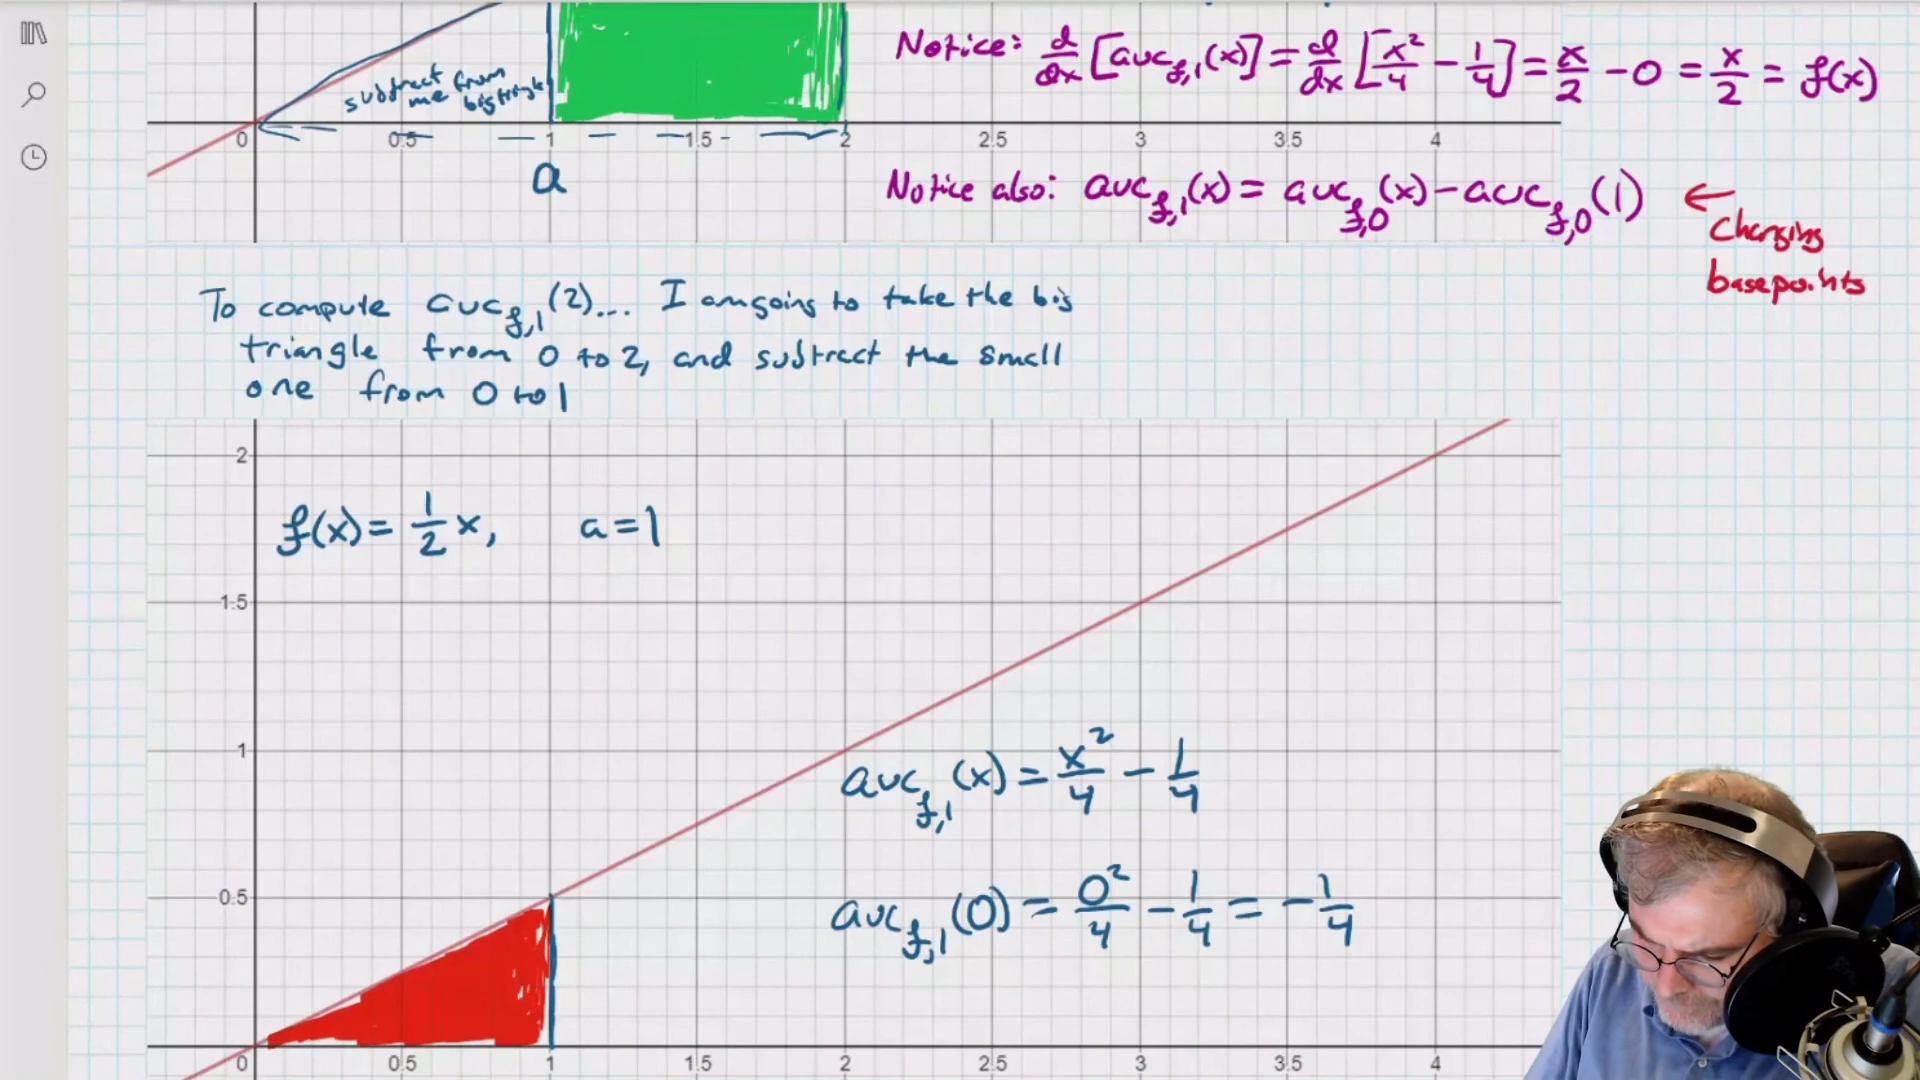 Notice: d/dx [auc_f,1(x)] = d/dx [x²/4 − 1/4] = x/2 − 0 = x/2 = f(x)
subtract from
me bigtriangle
0 0.5 1 1.5 2 2.5 3 3.5 4
a
Notice also: auc_f,1(x) = auc_f,0(x) − auc_f,0(1)
←
Changing
basepoints
To compute auc_f,1(2)... I am going to take the big
triangle from 0 to 2, and subtract the small
one from 0 to 1
2
f(x) = 1/2 x, a = 1
1.5
1
auc_f,1(x) = x²/4 − 1/4
0.5
auc_f,1(0) = 0²/4 − 1/4 = −1/4
0 0.5 1 1.5 2 2.5 3 3.5 4